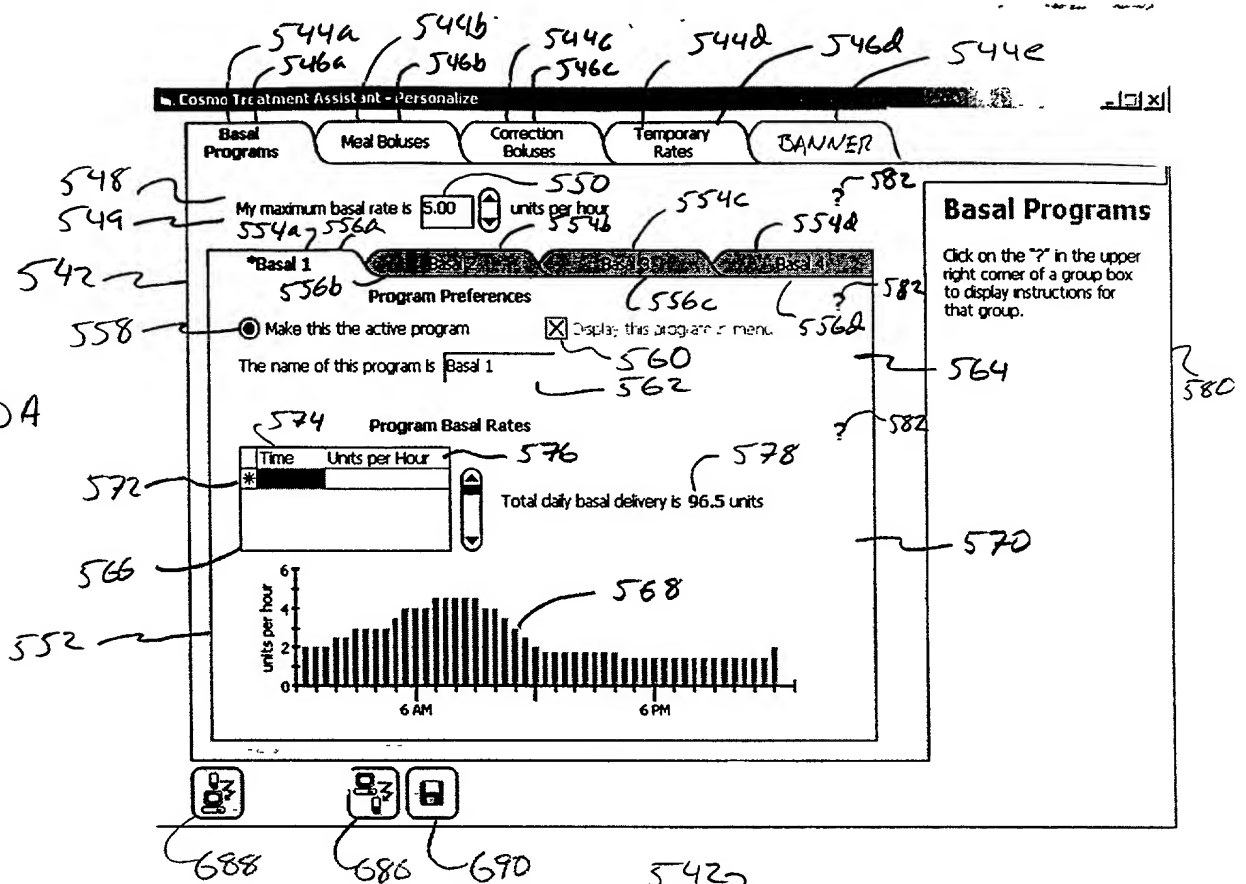 544a 544b 544c 544d 546d 544e
546a 546b 546c
Cosmo Treatment Assistant - Personalize
Basal Programs Meal Boluses Correction Boluses Temporary Rates BANNER
548 550 582
549 My maximum basal rate is 5.00 units per hour ?
Basal Programs
Click on the "?" in the upper
right corner of a group box
to display instructions for
that group.
554a 556a 554b 554c 554d
542 *Basal 1
556b Program Preferences 556c ? 582
558 Make this the active program Display this program in menu 556d
The name of this program is Basal 1 560 564
562 580
A
574 Program Basal Rates ? 582
Time Units per Hour 576 578
572 * Total daily basal delivery is 96.5 units
566 570
552 units per hour 568
6
4
2
0
6 AM 6 PM
688 686 690 542